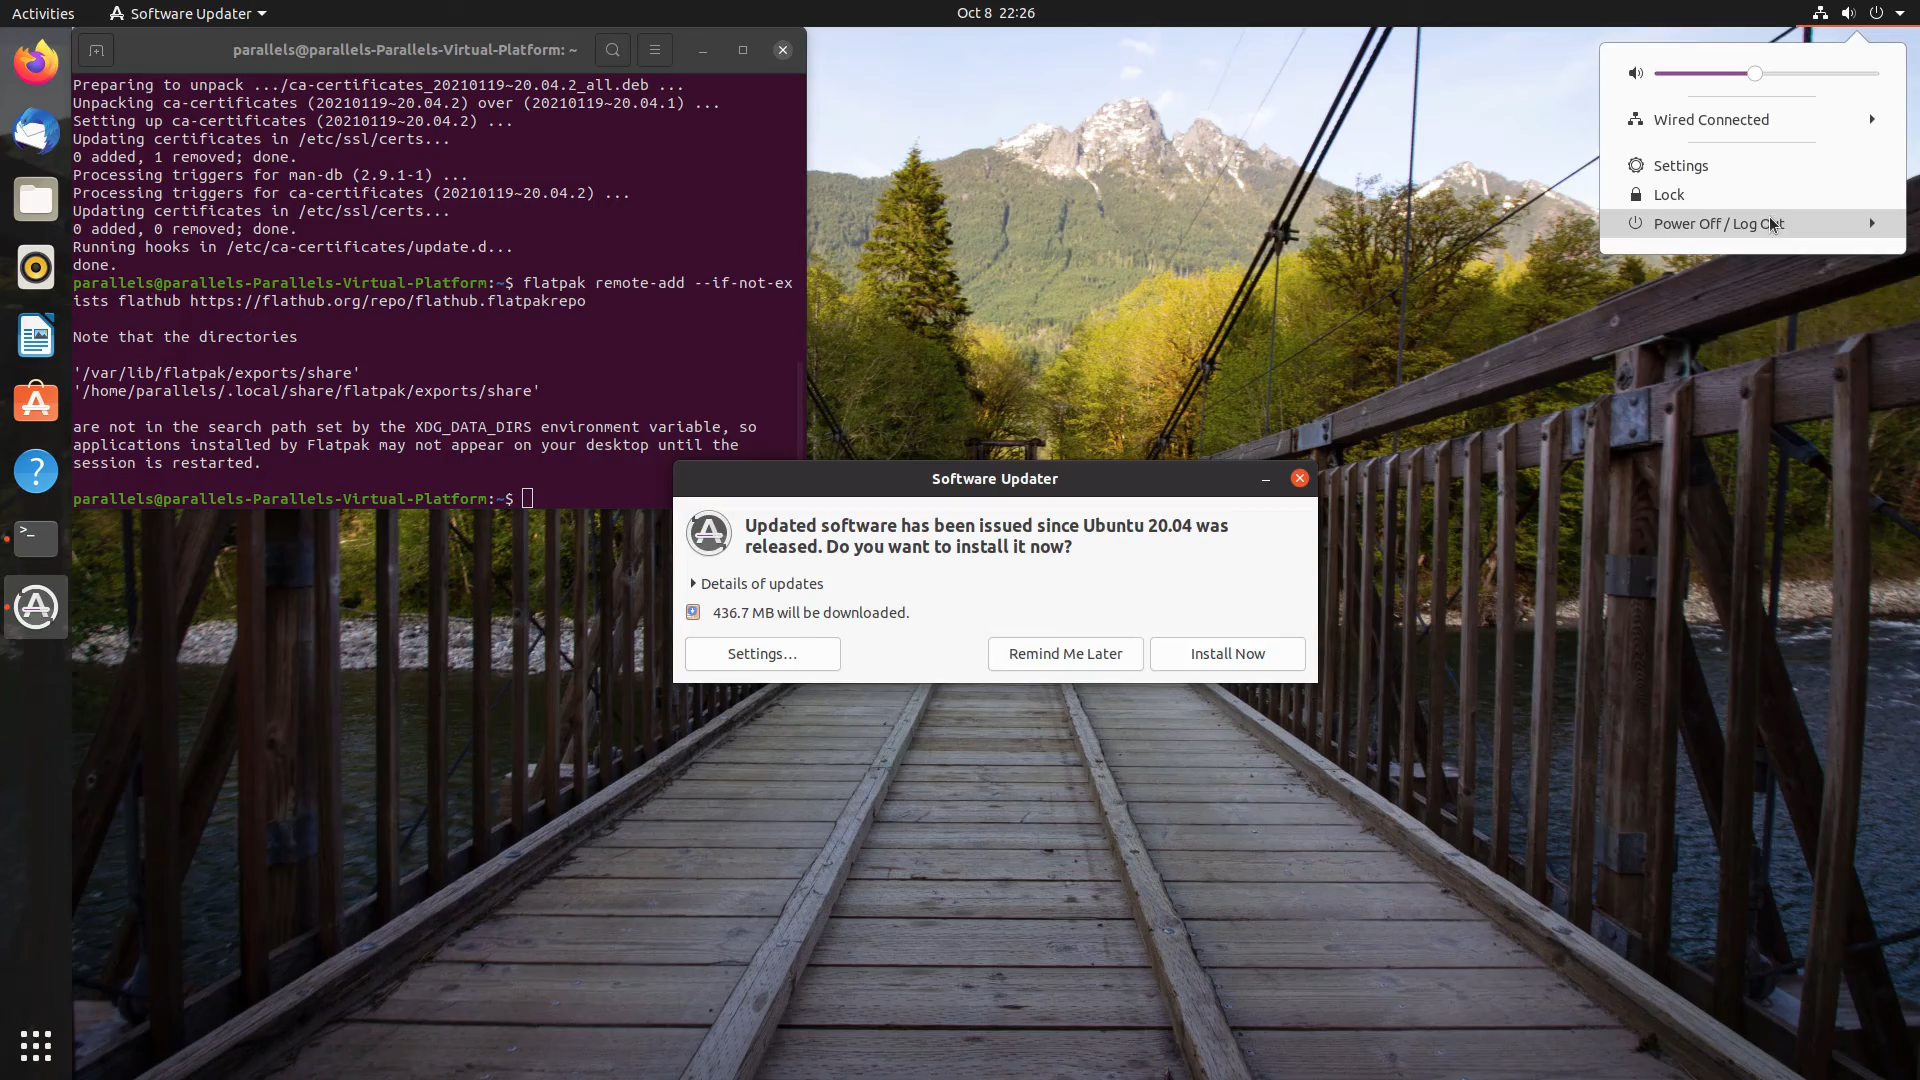 Activities
Software Updater
Oct 8 22:26
parallels@parallels-Parallels-Virtual-Platform: ~
Preparing to unpack .../ca-certificates_20210119~20.04.2_all.deb ...
Unpacking ca-certificates (20210119~20.04.2) over (20210119~20.04.1) ...
Setting up ca-certificates (20210119~20.04.2) ...
Updating certificates in /etc/ssl/certs...
0 added, 1 removed; done.
Processing triggers for man-db (2.9.1-1) ...
Processing triggers for ca-certificates (20210119~20.04.2) ...
Updating certificates in /etc/ssl/certs...
0 added, 0 removed; done.
Running hooks in /etc/ca-certificates/update.d...
done.
parallels@parallels-Parallels-Virtual-Platform:~$ flatpak remote-add --if-not-ex
ists flathub https://flathub.org/repo/flathub.flatpakrepo
Note that the directories
'/var/lib/flatpak/exports/share'
'/home/parallels/.local/share/flatpak/exports/share'
are not in the search path set by the XDG_DATA_DIRS environment variable, so
applications installed by Flatpak may not appear on your desktop until the
session is restarted.
parallels@parallels-Parallels-Virtual-Platform:~$
Wired Connected
Settings
Lock
Power Off / Log Out
Software Updater
Updated software has been issued since Ubuntu 20.04 was
released. Do you want to install it now?
Details of updates
436.7 MB will be downloaded.
Settings...
Remind Me Later
Install Now